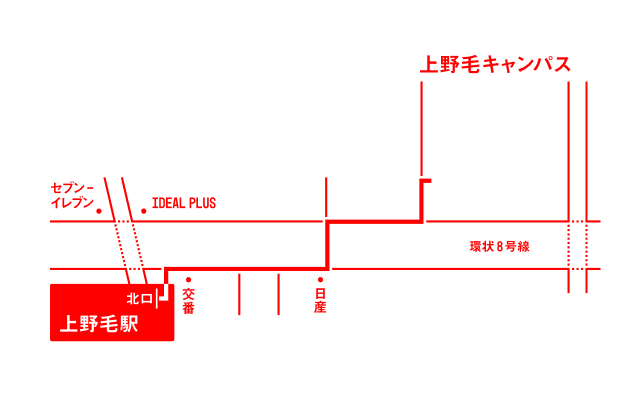 上野毛キャンパス
セブン-
イレブン
IDEAL PLUS
環状8号線
北口
交番
日産
上野毛駅